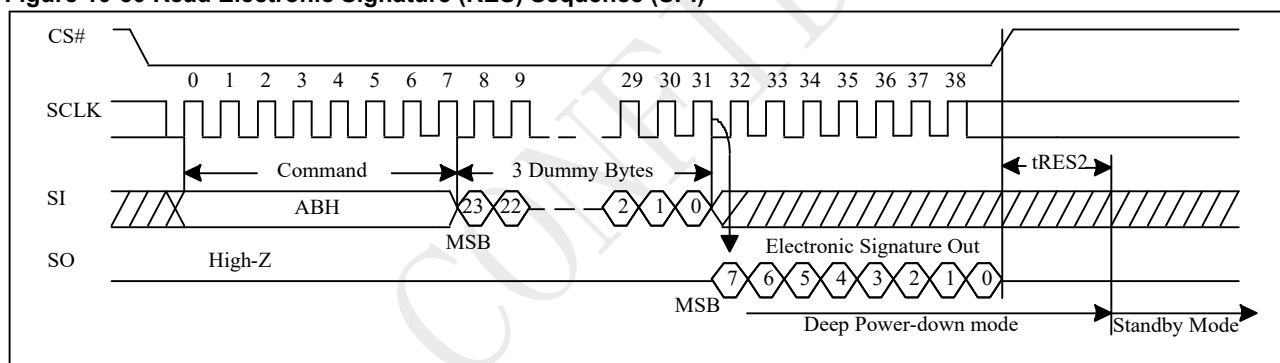 Figure 10-30 Read Electronic Signature (RES) Sequence (SPI)
CS#
0 1 2 3 4 5 6 7 8 9 29 30 31 32 33 34 35 36 37 38
SCLK
Command 3 Dummy Bytes tRES2
SI ABH 23 22 2 1 0
MSB
Electronic Signature Out
SO High-Z
7 6 5 4 3 2 1 0
MSB
Deep Power-down mode Standby Mode